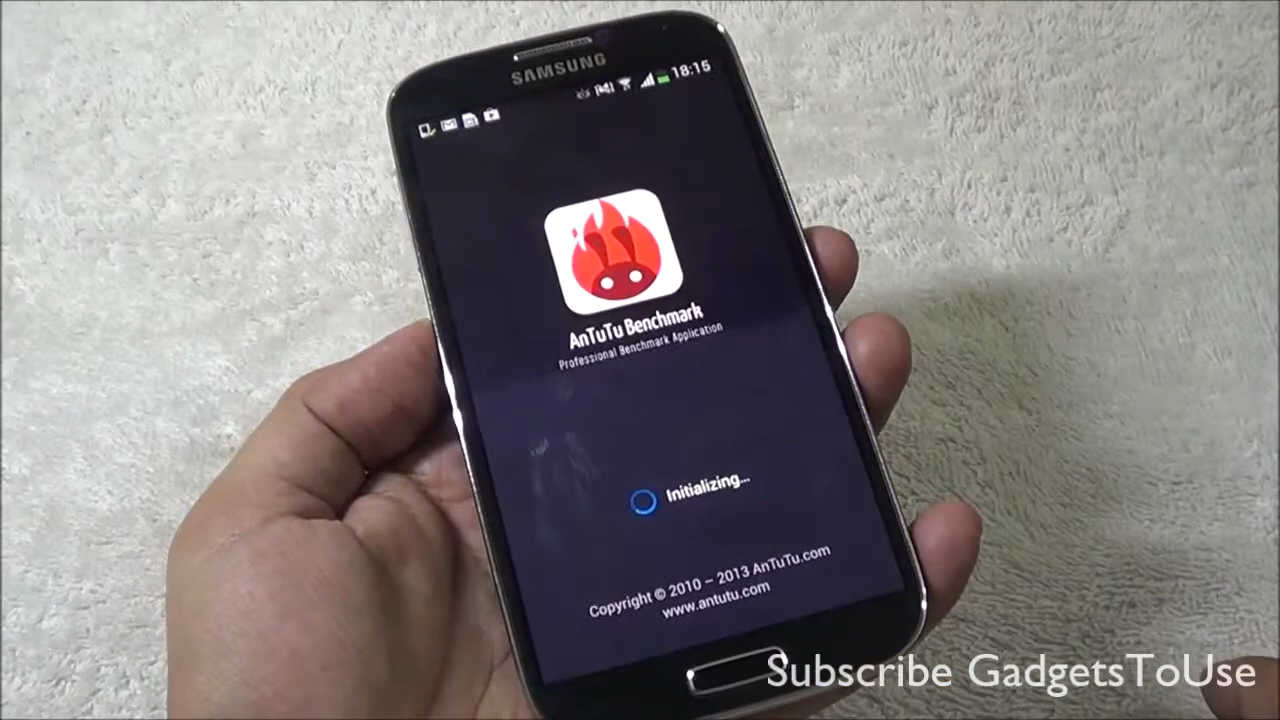 SAMSUNG
18:15
AnTuTu Benchmark
Professional Benchmark Application
Initializing...
Copyright © 2010 – 2013 AnTuTu.com
www.antutu.com
Subscribe GadgetsToUse